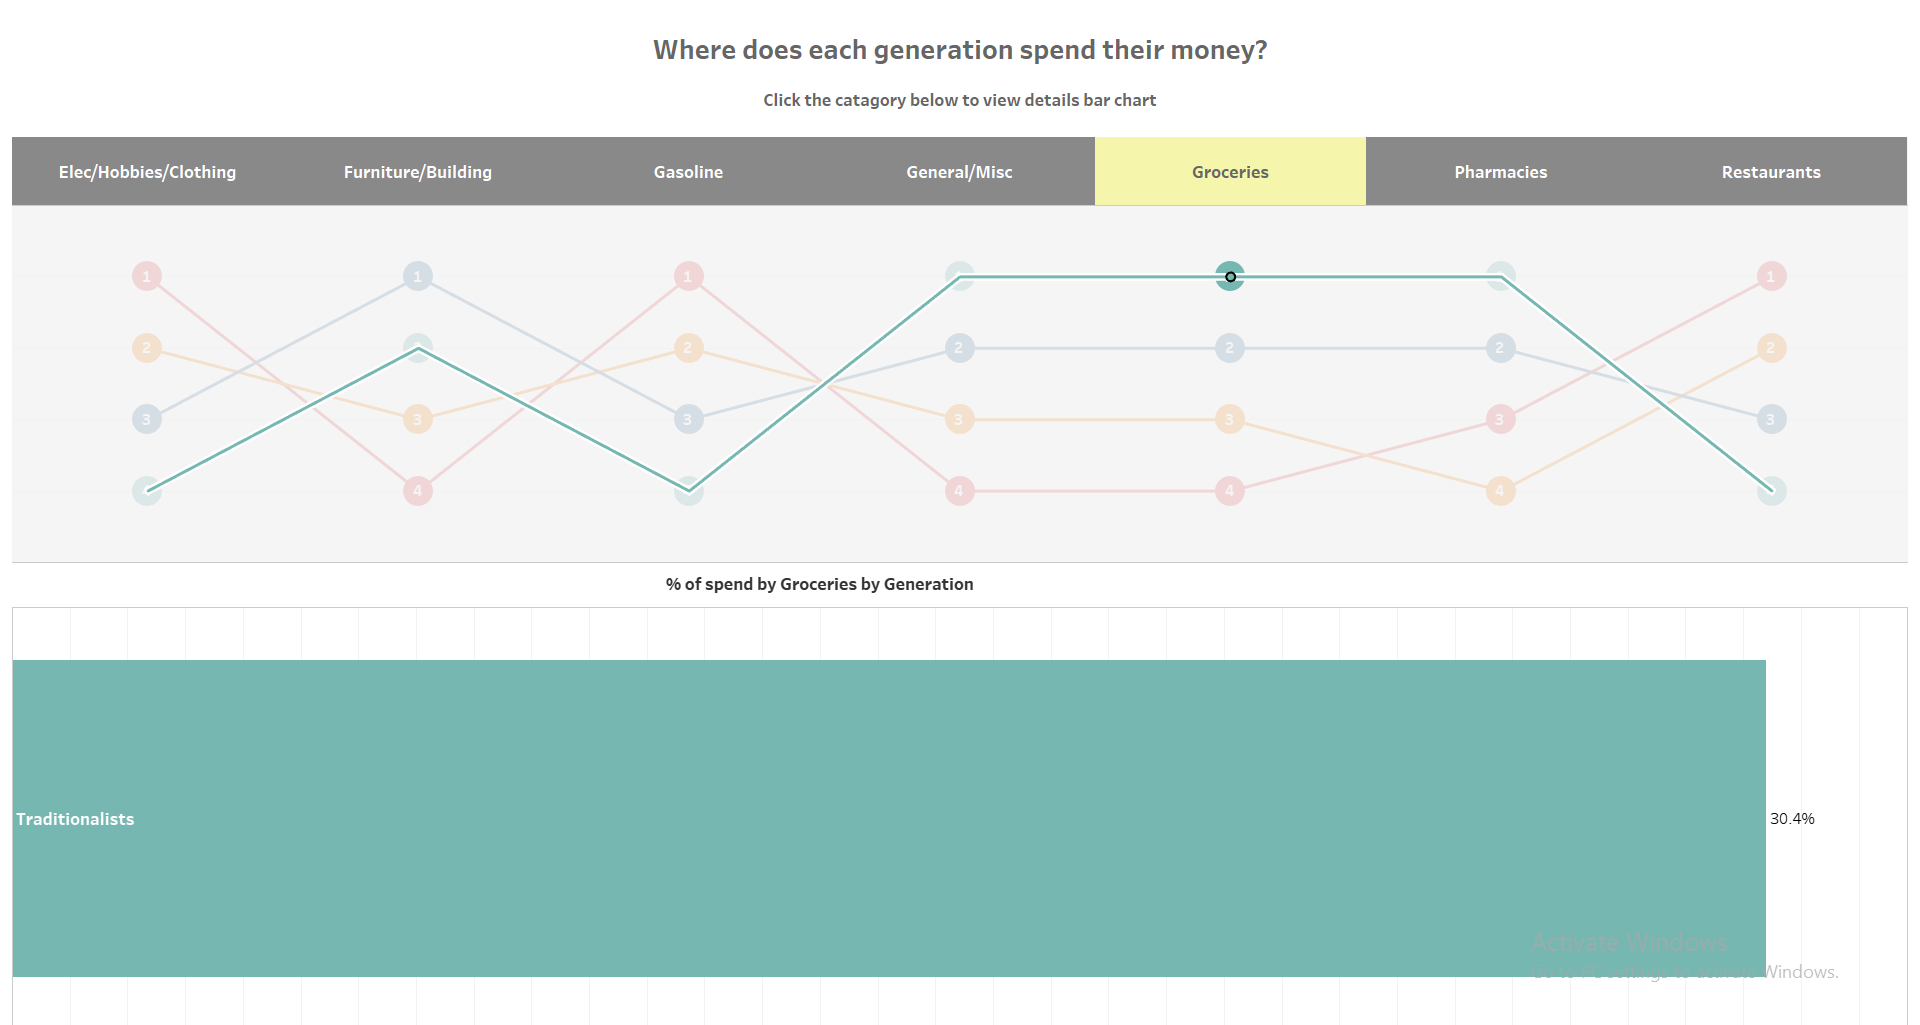 Where does each generation spend their money?
Click the catagory below to view details bar chart
Elec/Hobbies/Clothing Furniture/Building Gasoline General/Misc Groceries Pharmacies Restaurants
1 1 1 1
2 2 2 2 2 2
3 3 3 3 3 3 3
4 4 4 4
% of spend by Groceries by Generation
Traditionalists 30.4%
Activate Windows
Go to PC settings to activate Windows.